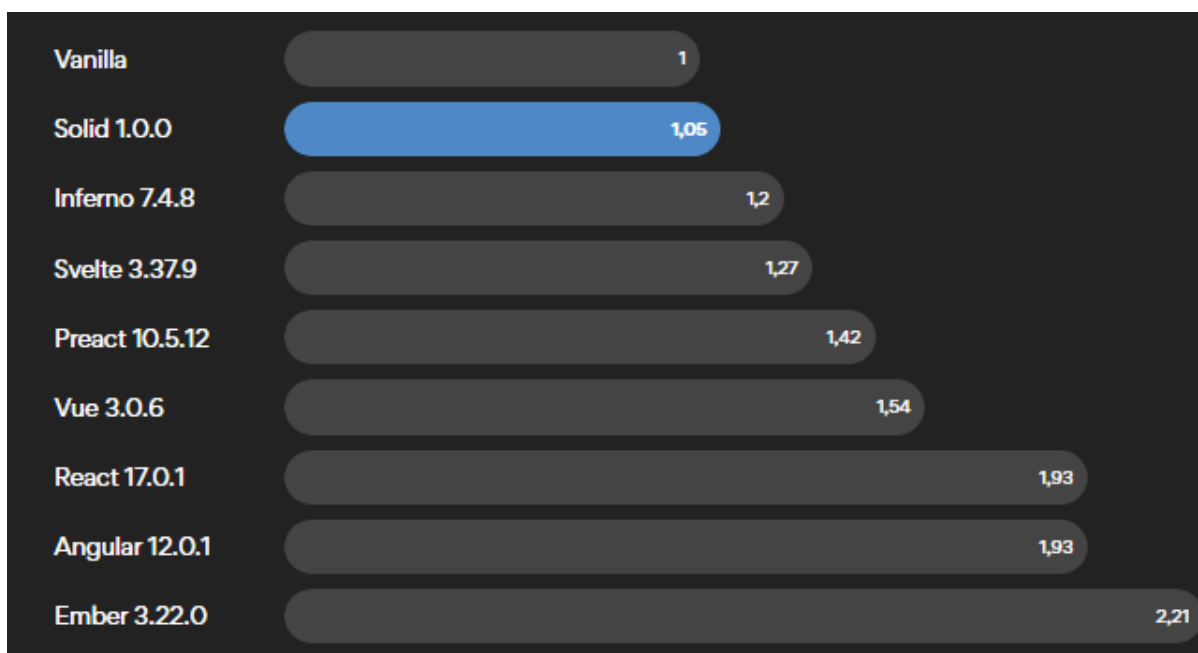 Vanilla 1
Solid 1.0.0 1,05
Inferno 7.4.8 1,2
Svelte 3.37.9 1,27
Preact 10.5.12 1,42
Vue 3.0.6 1,54
React 17.0.1 1,93
Angular 12.0.1 1,93
Ember 3.22.0 2,21